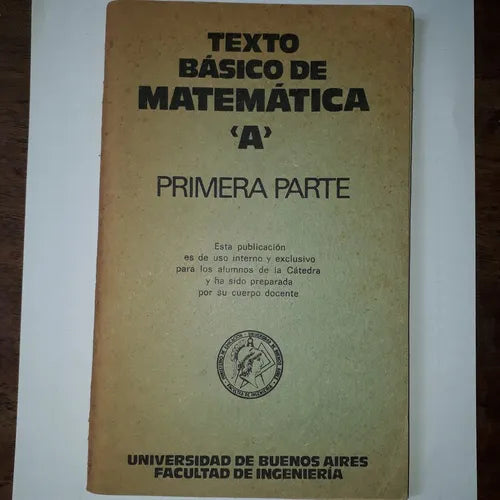 TEXTO
BÁSICO DE
MATEMÁTICA
‹A›
PRIMERA PARTE
Esta publicación
es de uso interno y exclusivo
para los alumnos de la Cátedra
y ha sido preparada
por su cuerpo docente
UNIVERSIDAD DE BUENOS AIRES
FACULTAD DE INGENIERÍA